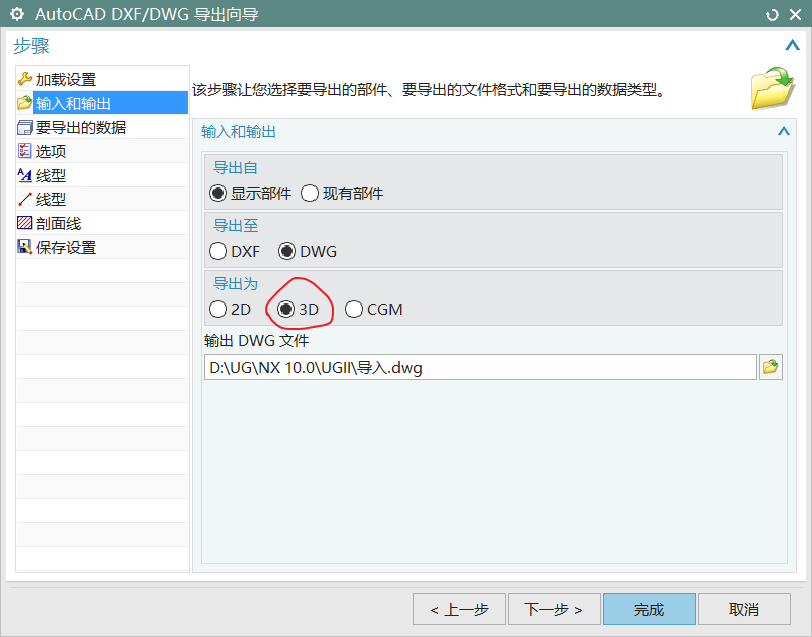 AutoCAD DXF/DWG 导出向导
步骤
加载设置
输入和输出
要导出的数据
选项
线型
线型
剖面线
保存设置
该步骤让您选择要导出的部件、要导出的文件格式和要导出的数据类型。
输入和输出
导出自
显示部件 现有部件
导出至
DXF DWG
导出为
2D 3D CGM
输出 DWG 文件
D:\UG\NX 10.0\UGII\导入.dwg
< 上一步 下一步 > 完成 取消